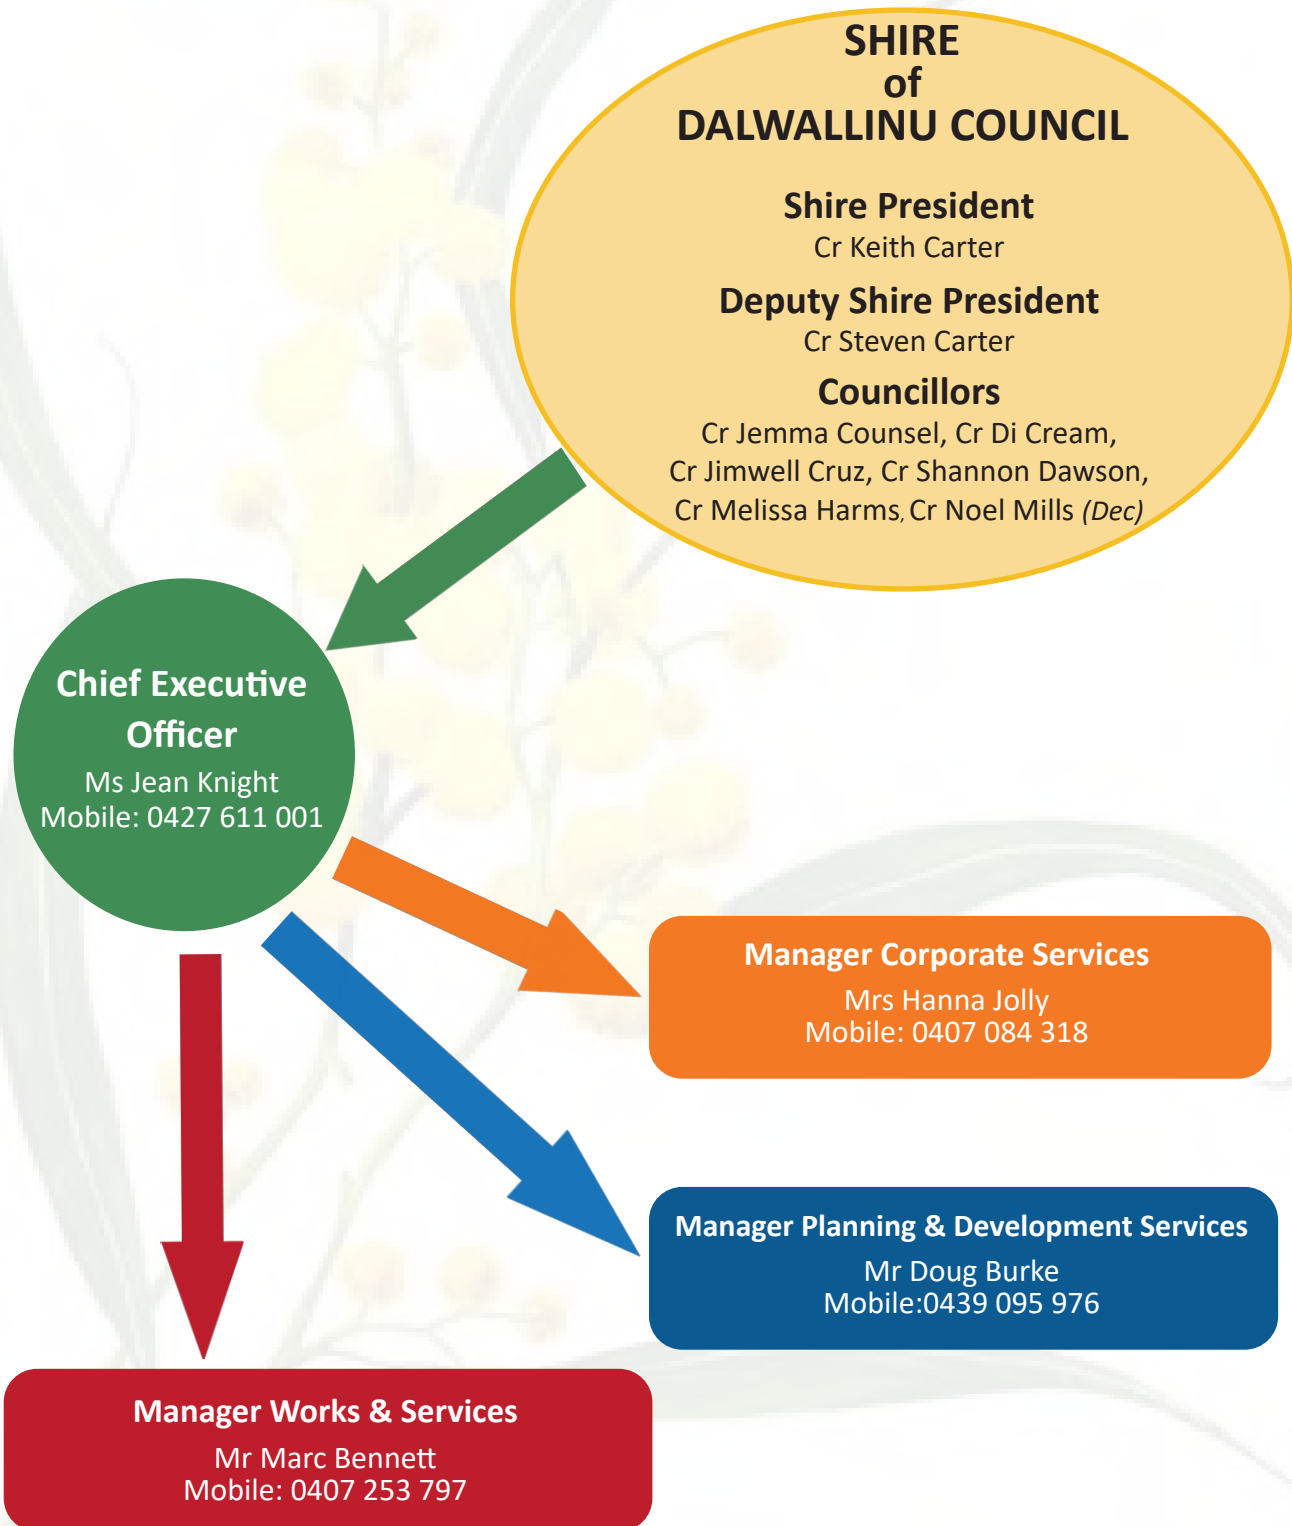 SHIRE
of
DALWALLINU COUNCIL
Shire President
Cr Keith Carter
Deputy Shire President
Cr Steven Carter
Councillors
Cr Jemma Counsel, Cr Di Cream,
Cr Jimwell Cruz, Cr Shannon Dawson,
Cr Melissa Harms, Cr Noel Mills (Dec)
Chief Executive
Officer
Ms Jean Knight
Mobile: 0427 611 001
Manager Corporate Services
Mrs Hanna Jolly
Mobile: 0407 084 318
Manager Planning & Development Services
Mr Doug Burke
Mobile:0439 095 976
Manager Works & Services
Mr Marc Bennett
Mobile: 0407 253 797